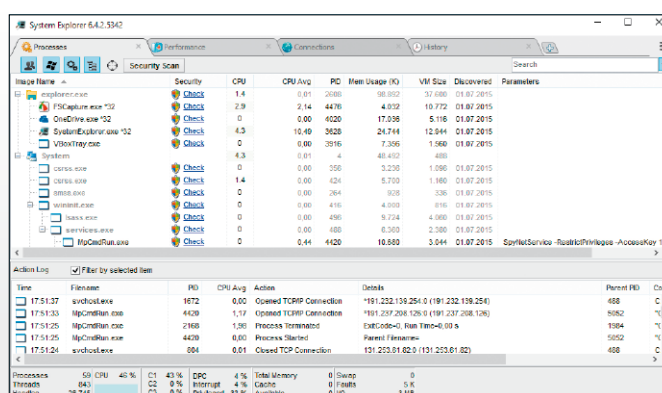 System Explorer 6.4.2.5342
Processes Performance Connections History
Security Scan Search
Image Name Security CPU CPU Avg PID Mem Usage (K) VM Size Discovered Parameters
explorer.exe Check 1.4 0,01 2608 98.892 37.600 01.07.2015
FSCapture.exe *32 Check 2.9 2,14 4476 4.032 10.772 01.07.2015
OneDrive.exe *32 Check 0 0,00 4020 17.036 5.116 01.07.2015
SystemExplorer.exe *32 Check 4.3 10,49 3628 24.744 12.944 01.07.2015
VBoxTray.exe Check 0 0,00 3916 7.356 1.560 01.07.2015
System Check 4.3 0,01 4 40.492 488
csrss.exe Check 0 0,00 356 3.230 1.096 01.07.2015
csrss.exe Check 1.4 0,00 424 5.700 1.160 01.07.2015
smss.exe Check 0 0,00 264 928 336 01.07.2015
wininit.exe Check 0 0,00 416 4.000 816 01.07.2015
lsass.exe Check 0 0,00 496 9.724 4.060 01.07.2015
services.exe Check 0 0,00 488 6.360 2.380 01.07.2015
MpCmdRun.exe Check 0 0,44 4420 10.680 3.044 01.07.2015 SpyNetService -RestrictPrivileges -AccessKey
Action Log Filter by selected item
Time Filename PID CPU Avg Action Details Parent PID
17:51:37 svchost.exe 1672 0,00 Opened TCP/IP Connection *191.232.139.254:0 (191.232.139.254) 488 C
17:51:33 MpCmdRun.exe 4420 1,17 Opened TCP/IP Connection *191.237.208.126:0 (191.237.208.126) 5052
17:51:25 MpCmdRun.exe 2168 1,98 Process Terminated ExitCode=0, Run Time=0,00 s 1984
17:51:25 MpCmdRun.exe 4420 0,00 Process Started Parent Filename= 5052
17:51:24 svchost.exe 804 0,01 Closed TCP Connection 131.253.61.82:0 (131.253.61.82) 488 C
Processes 59 CPU 46 % C1 43 % DPC 4 % Total Memory 0 Swap 0
Threads 843 C2 0 % Interrupt 4 % Cache 0 Faults 5 K